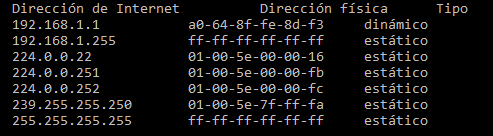 Dirección de Internet          Dirección física      Tipo
192.168.1.1           a0-64-8f-fe-8d-f3     dinámico
192.168.1.255         ff-ff-ff-ff-ff-ff     estático
224.0.0.22            01-00-5e-00-00-16     estático
224.0.0.251           01-00-5e-00-00-fb     estático
224.0.0.252           01-00-5e-00-00-fc     estático
239.255.255.250       01-00-5e-7f-ff-fa     estático
255.255.255.255       ff-ff-ff-ff-ff-ff     estático